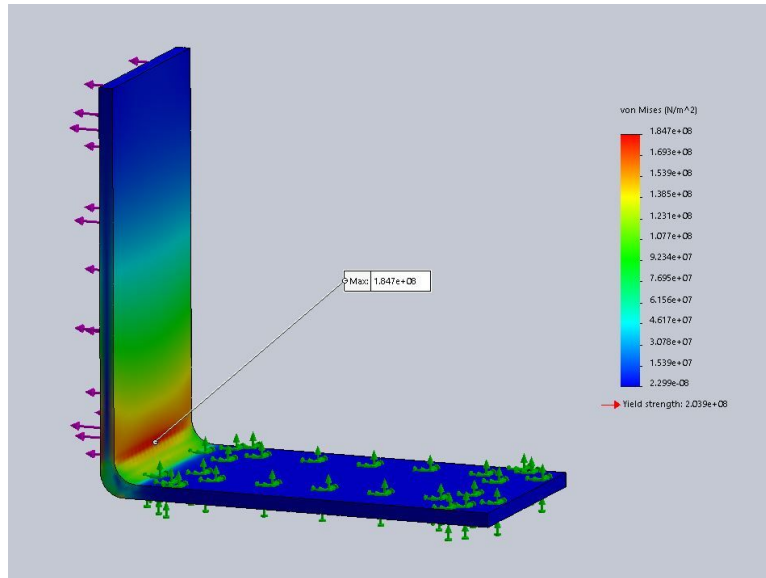 von Mises (N/m^2)
1.847e+08
1.693e+08
1.539e+08
1.385e+08
1.231e+08
1.077e+08
9.234e+07
7.695e+07
6.156e+07
4.617e+07
3.078e+07
1.539e+07
2.299e-08
Yield strength: 2.039e+08
Max: 1.847e+08